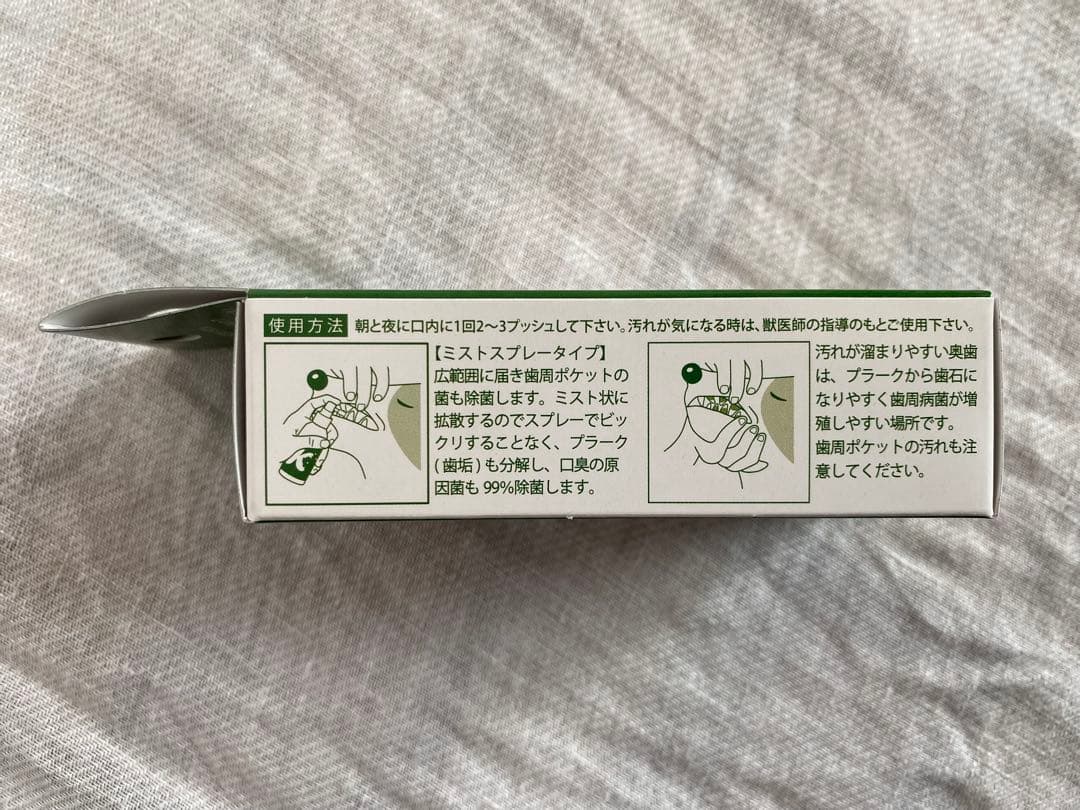 使用方法 朝と夜に口内に1回2〜3プッシュして下さい。汚れが気になる時は、獣医師の指導のもとご使用下さい。
【ミストスプレータイプ】
広範囲に届き歯周ポケットの
菌も除菌します。ミスト状に
拡散するのでスプレーでビッ
クリすることなく、プラーク
(歯垢)も分解し、口臭の原
因菌も 99%除菌します。
汚れが溜まりやすい奥歯
は、プラークから歯石に
なりやすく歯周病菌が増
殖しやすい場所です。
歯周ポケットの汚れも注
意してください。